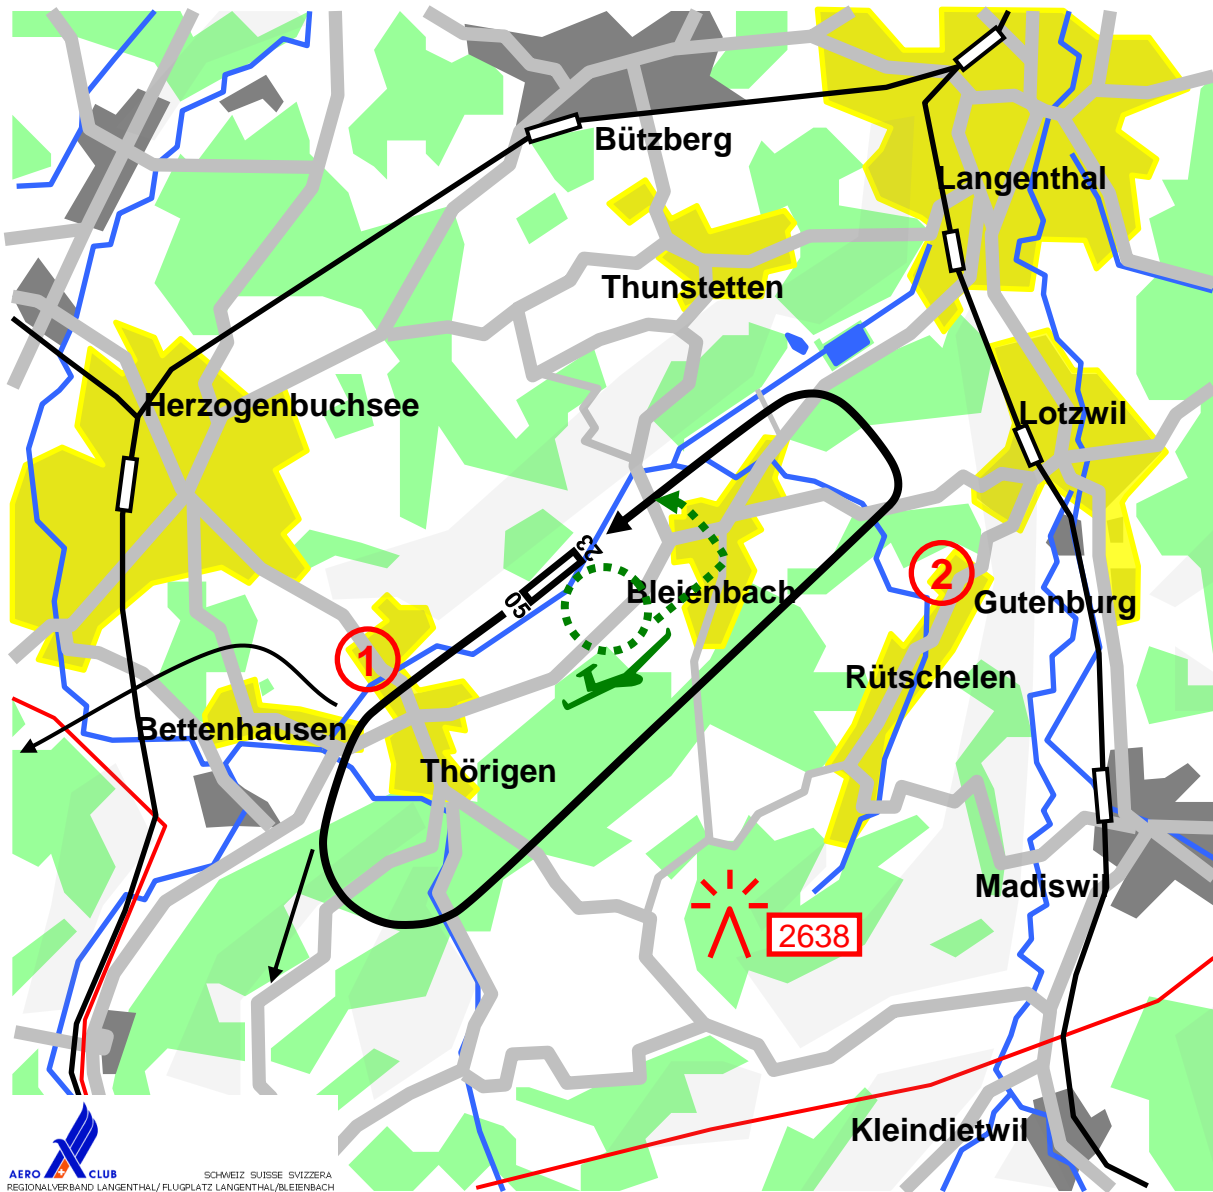 Bützberg
Langenthal
Thunstetten
Herzogenbuchsee
Lotzwil
23
05
Bleienbach
2
Gutenburg
1
Rütschelen
Bettenhausen
Thörigen
Madiswil
2638
Kleindietwil
AERO CLUB
SCHWEIZ SUISSE SVIZZERA
REGIONALVERBAND LANGENTHAL/ FLUGPLATZ LANGENTHAL/BLEIENBACH